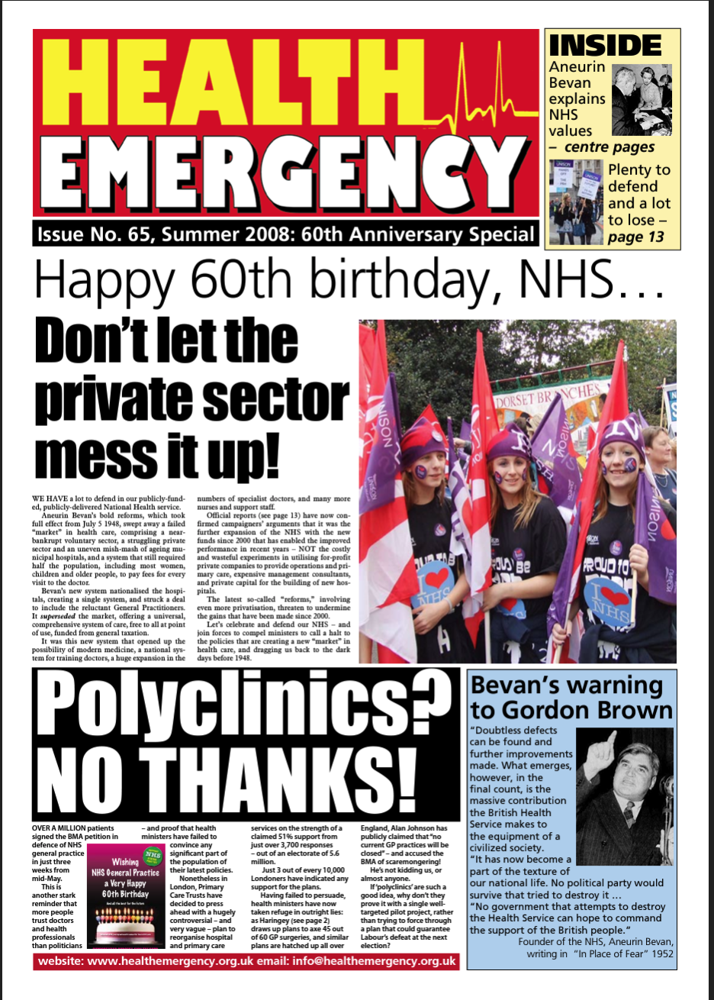 HEALTH
EMERGENCY
Issue No. 65, Summer 2008: 60th Anniversary Special
INSIDE
Aneurin
Bevan
explains
NHS
values
– centre pages
Plenty to
defend
and a lot
to lose –
page 13
UNISON
UNISON
Happy 60th birthday, NHS…
Don’t let the
private sector
mess it up!
WE HAVE a lot to defend in our publicly-fund-
ed, publicly-delivered National Health service.
Aneurin Bevan’s bold reforms, which took
full effect from July 5 1948, swept away a failed
“market” in health care, comprising a near-
bankrupt voluntary sector, a struggling private
sector and an uneven mish-mash of ageing mu-
nicipal hospitals, and a system that still required
half the population, including most women,
children and older people, to pay fees for every
visit to the doctor.
Bevan’s new system nationalised the hospi-
tals, creating a single system, and struck a deal
to include the reluctant General Practitioners.
It superseded the market, offering a universal,
comprehensive system of care, free to all at point
of use, funded from general taxation.
It was this new system that opened up the
possibility of modern medicine, a national sys-
tem for training doctors, a huge expansion in the
numbers of specialist doctors, and many more
nurses and support staff.
Official reports (see page 13) have now con-
firmed campaigners’ arguments that it was the
further expansion of the NHS with the new
funds since 2000 that has enabled the improved
performance in recent years – NOT the costly
and wasteful experiments in utilising for-profit
private companies to provide operations and pri-
mary care, expensive management consultants,
and private capital for the building of new hos-
pitals.
The latest so-called “reforms,” involving
even more privatisation, threaten to undermine
the gains that have been made since 2000.
Let’s celebrate and defend our NHS – and
join forces to compel ministers to call a halt to
the policies that are creating a new “market” in
health care, and dragging us back to the dark
days before 1948.
DORSET BRANCHES
UNISON
UNISON
UNISON
PROUD TO
NHS
Polyclinics?
NO THANKS!
OVER A MILLION patients
signed the BMA petition in
defence of NHS
general practice
in just three
weeks from
mid-May.
This is
another stark
reminder that
more people
trust doctors
and health
professionals
than politicians
NHS
Wishing
NHS General Practice
a Very Happy
60th Birthday
And all the best for the future
– and proof that health
ministers have failed to
convince any
significant part of
the population of
their latest policies.
Nonetheless in
London, Primary
Care Trusts have
decided to press
ahead with a hugely
controversial – and
very vague – plan to
reorganise hospital
and primary care
services on the strength of a
claimed 51% support from
just over 3,700 responses
– out of an electorate of 5.6
million.
Just 3 out of every 10,000
Londoners have indicated any
support for the plans.
Having failed to persuade,
health ministers have now
taken refuge in outright lies:
as Haringey (see page 2)
draws up plans to axe 45 out
of 60 GP surgeries, and similar
plans are hatched up all over
England, Alan Johnson has
publicly claimed that “no
current GP practices will be
closed” – and accused the
BMA of scaremongering!
He’s not kidding us, or
almost anyone.
If ‘polyclinics’ are such a
good idea, why don’t they
prove it with a single well-
targeted pilot project, rather
than trying to force through
a plan that could guarantee
Labour’s defeat at the next
election?
website: www.healthemergency.org.uk email: info@healthemergency.org.uk
Bevan’s warning
to Gordon Brown
“Doubtless defects
can be found and
further improvements
made. What emerges,
however, in the
final count, is the
massive contribution
the British Health
Service makes to
the equipment of a
civilized society.
“It has now become a
part of the texture of
our national life. No political party would
survive that tried to destroy it …
“No government that attempts to destroy
the Health Service can hope to command
the support of the British people.”
Founder of the NHS, Aneurin Bevan,
writing in “In Place of Fear” 1952